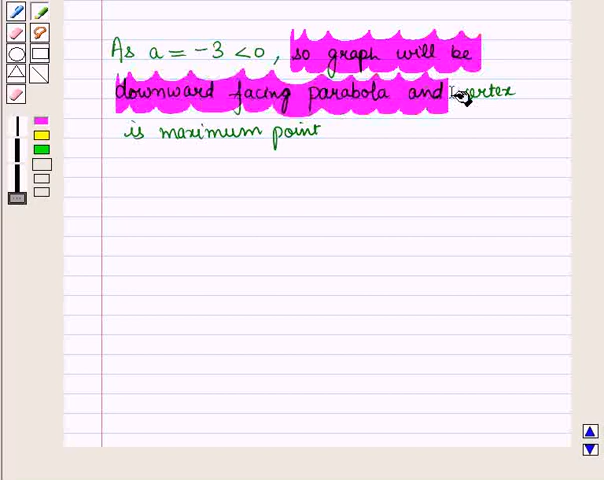 As a = -3 < 0, so graph will be
downward facing parabola and vertex
is maximum point